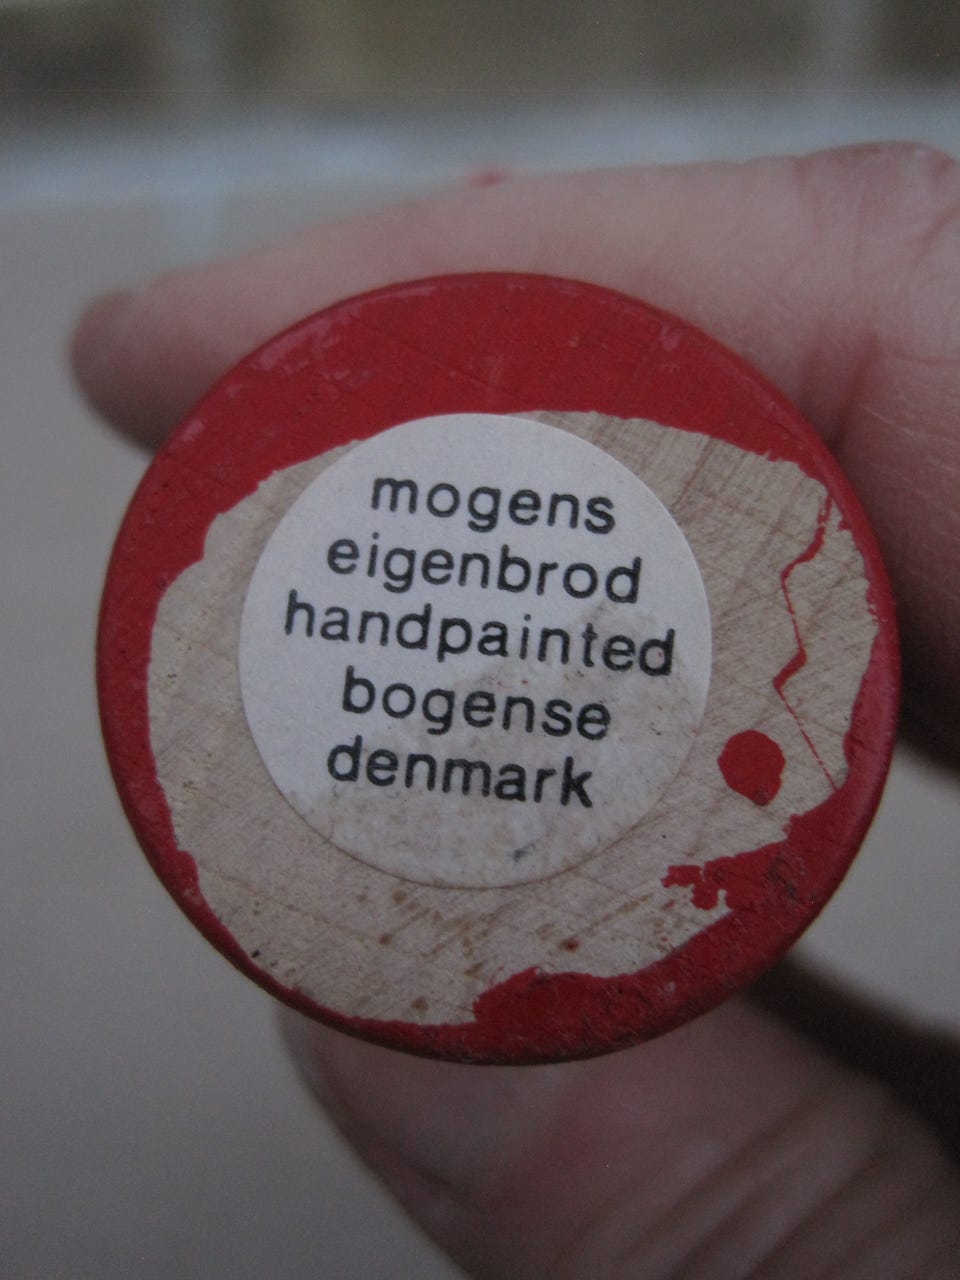 mogens
eigenbrod
handpainted
bogense
denmark